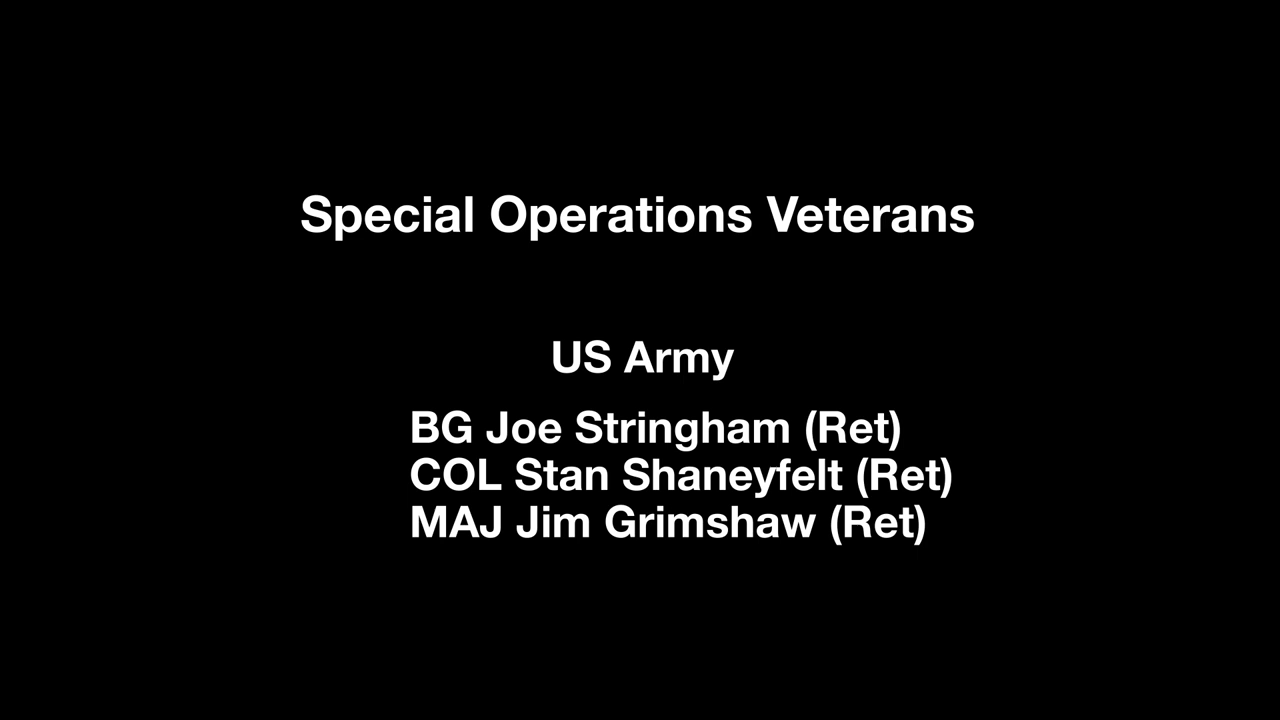 Special Operations Veterans
US Army
BG Joe Stringham (Ret)
COL Stan Shaneyfelt (Ret)
MAJ Jim Grimshaw (Ret)